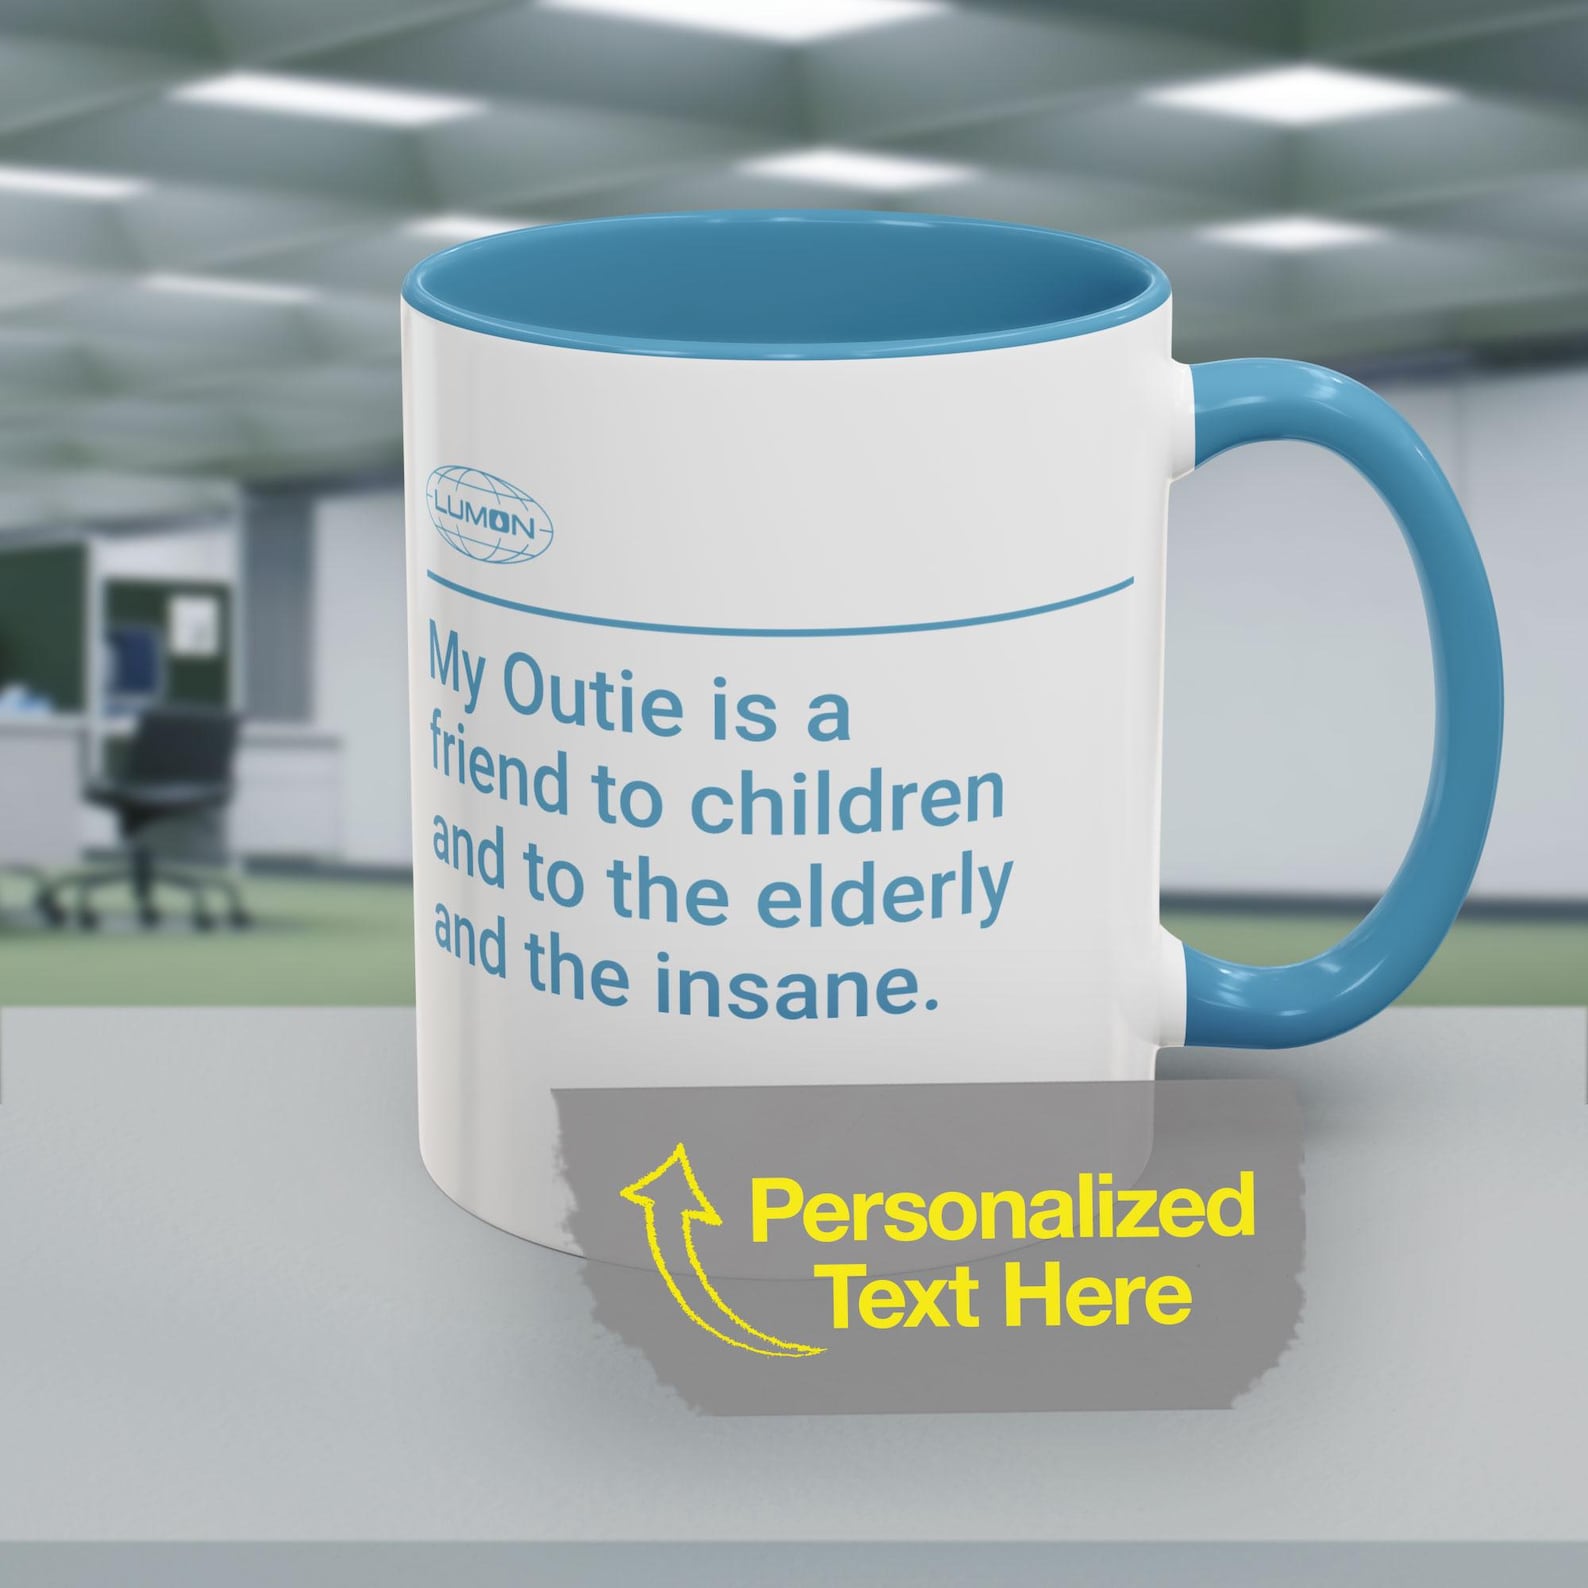 LUMON
My Outie is a
friend to children
and to the elderly
and the insane.
Personalized
Text Here